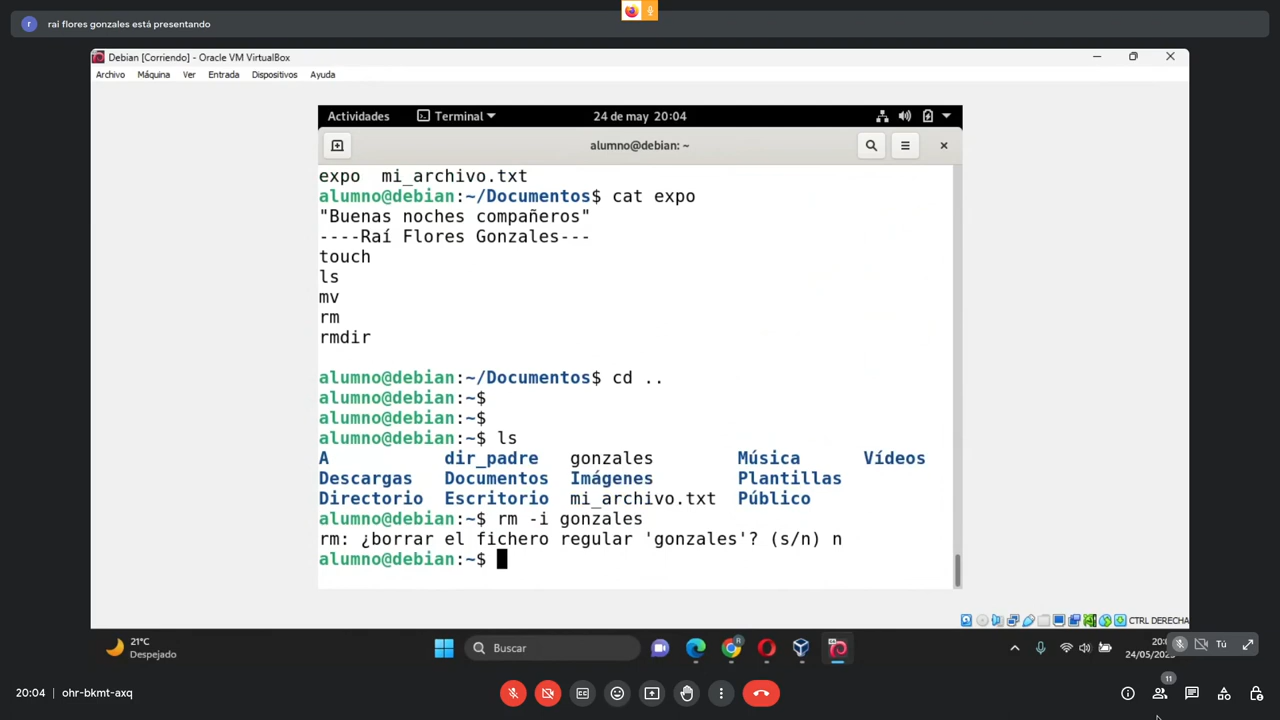 r rai flores gonzales está presentando
Debian [Corriendo] - Oracle VM VirtualBox
Archivo Máquina Ver Entrada Dispositivos Ayuda
Actividades Terminal 24 de may 20:04
alumno@debian: ~
expo mi_archivo.txt
alumno@debian:~/Documentos$ cat expo
"Buenas noches compañeros"
----Raí Flores Gonzales---
touch
ls
mv
rm
rmdir
alumno@debian:~/Documentos$ cd ..
alumno@debian:~$
alumno@debian:~$
alumno@debian:~$ ls
A dir_padre gonzales Música Vídeos
Descargas Documentos Imágenes Plantillas
Directorio Escritorio mi_archivo.txt Público
alumno@debian:~$ rm -i gonzales
rm: ¿borrar el fichero regular 'gonzales'? (s/n) n
alumno@debian:~$
CTRL DERECHA
21°C
Despejado
Buscar
R
Tú
11
20:04 ohr-bkmt-axq